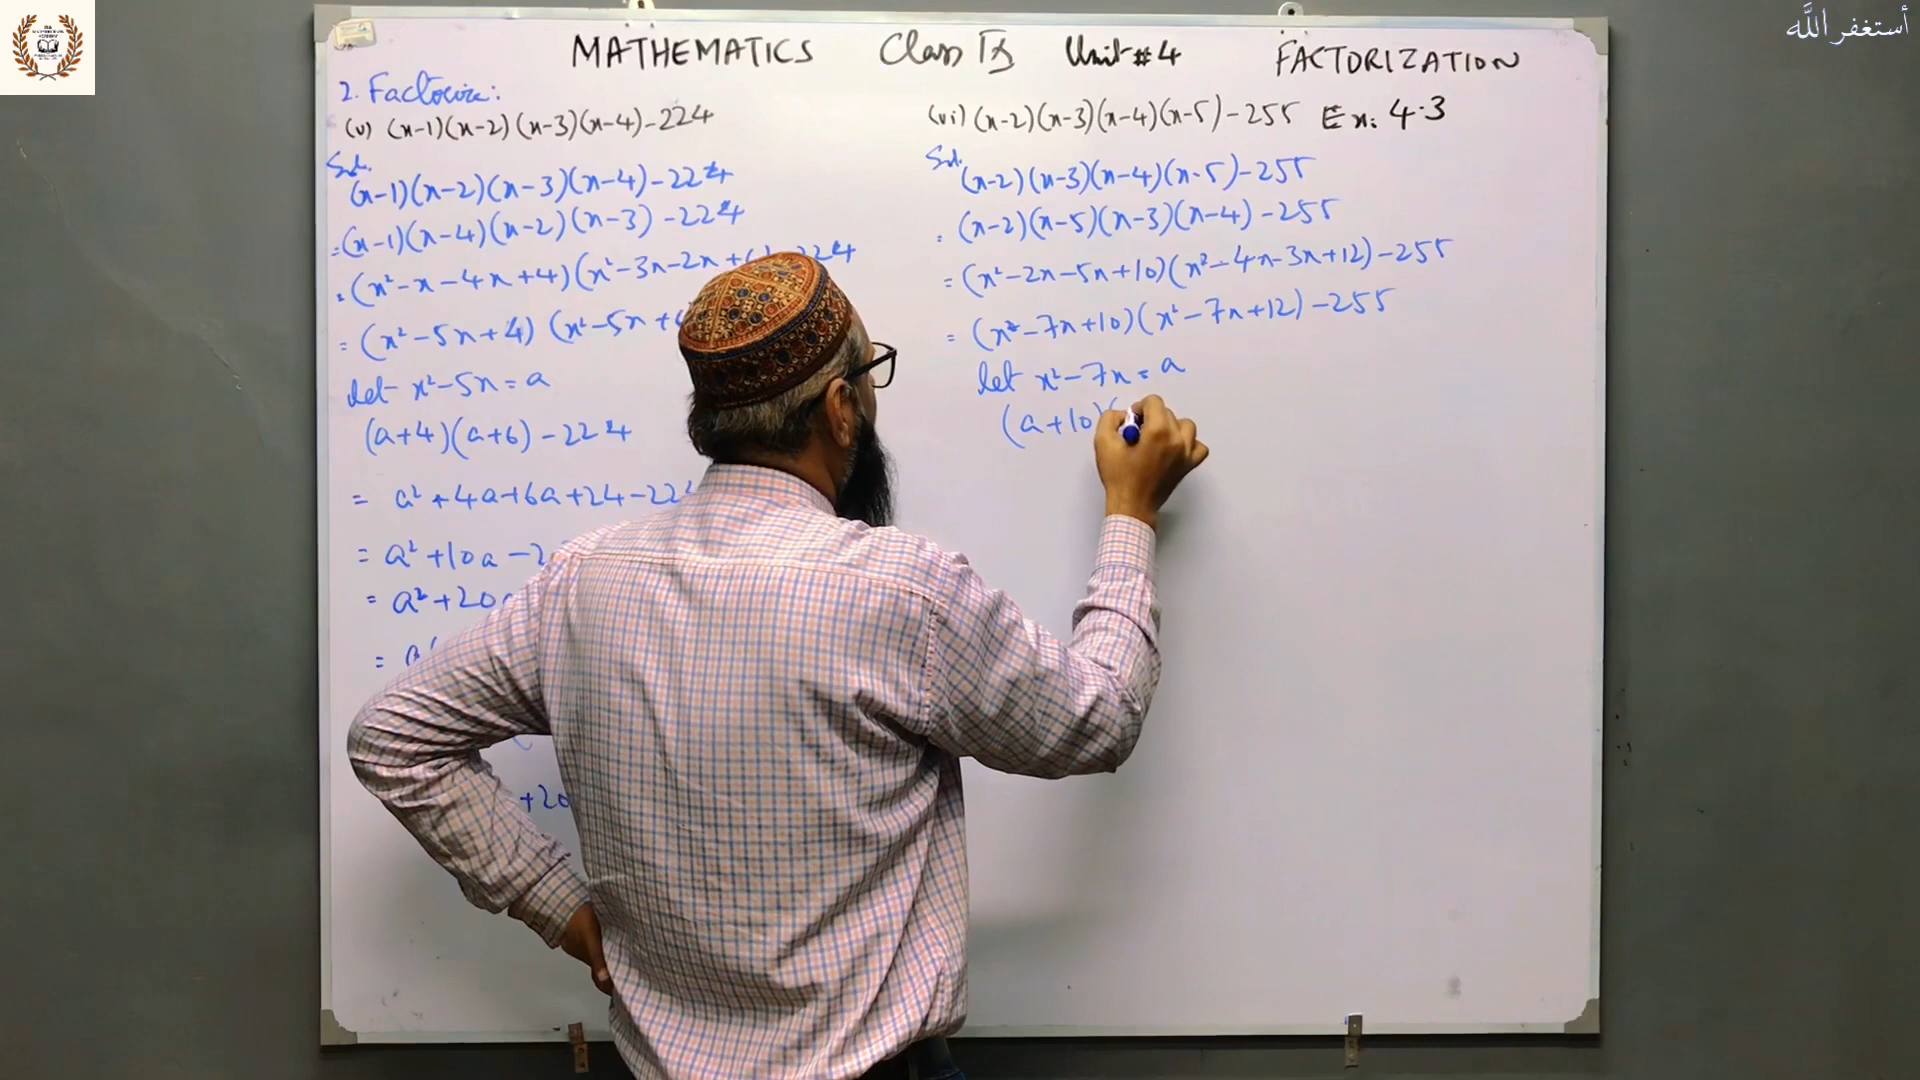 أستغفر الله
MATHEMATICS Class IX Unit #4 FACTORIZATION
2. Factorize:
(v) (x-1)(x-2)(x-3)(x-4)-224
Sol.
(x-1)(x-2)(x-3)(x-4)-224
=(x-1)(x-4)(x-2)(x-3)-224
=(x²-x-4x+4)(x²-3x-2x+6)-224
=(x²-5x+4)(x²-5x+
let x²-5x=a
(a+4)(a+6)-224
= a²+4a+6a+24-224
= a²+10a-2
= a²+20a
= a(
+20
(vi) (x-2)(x-3)(x-4)(x-5)-255 Ex: 4.3
Sol.
(x-2)(x-3)(x-4)(x-5)-255
=(x-2)(x-5)(x-3)(x-4)-255
=(x²-2x-5x+10)(x²-4x-3x+12)-255
=(x²-7x+10)(x²-7x+12)-255
let x²-7x=a
(a+10)(